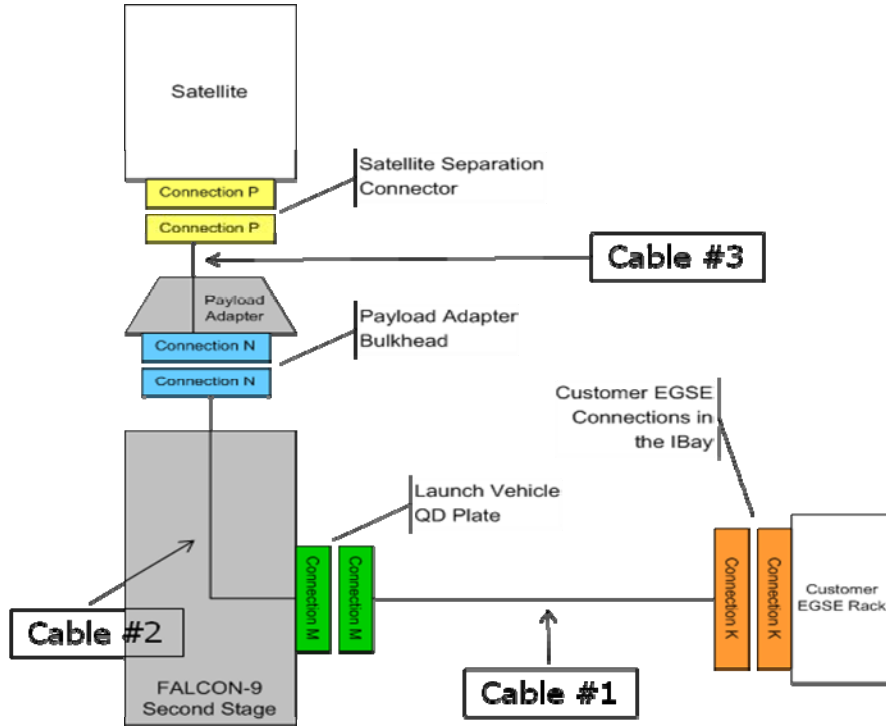 Satellite
Connection P
Connection P
Satellite Separation
Connector
Cable #3
Payload
Adapter
Connection N
Connection N
Payload Adapter
Bulkhead
Customer EGSE
Connections in
the IBay
Launch Vehicle
QD Plate
Connection M
Connection M
Connection K
Connection K
Customer
EGSE Rack
Cable #2
Cable #1
FALCON-9
Second Stage